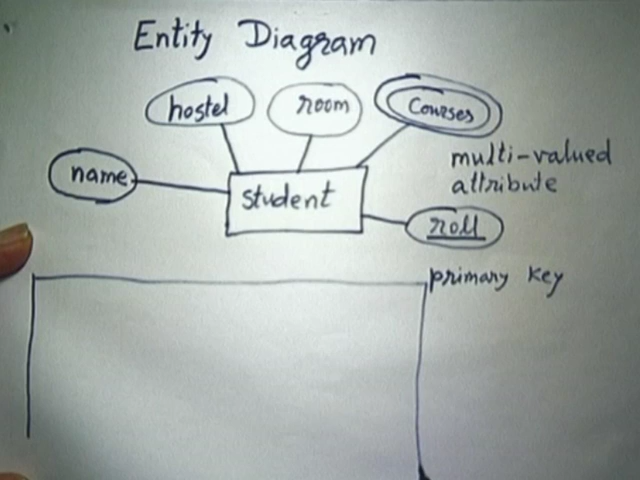 Entity Diagram
hostel
room
Courses
multi-valued
attribute
name
student
roll
primary key